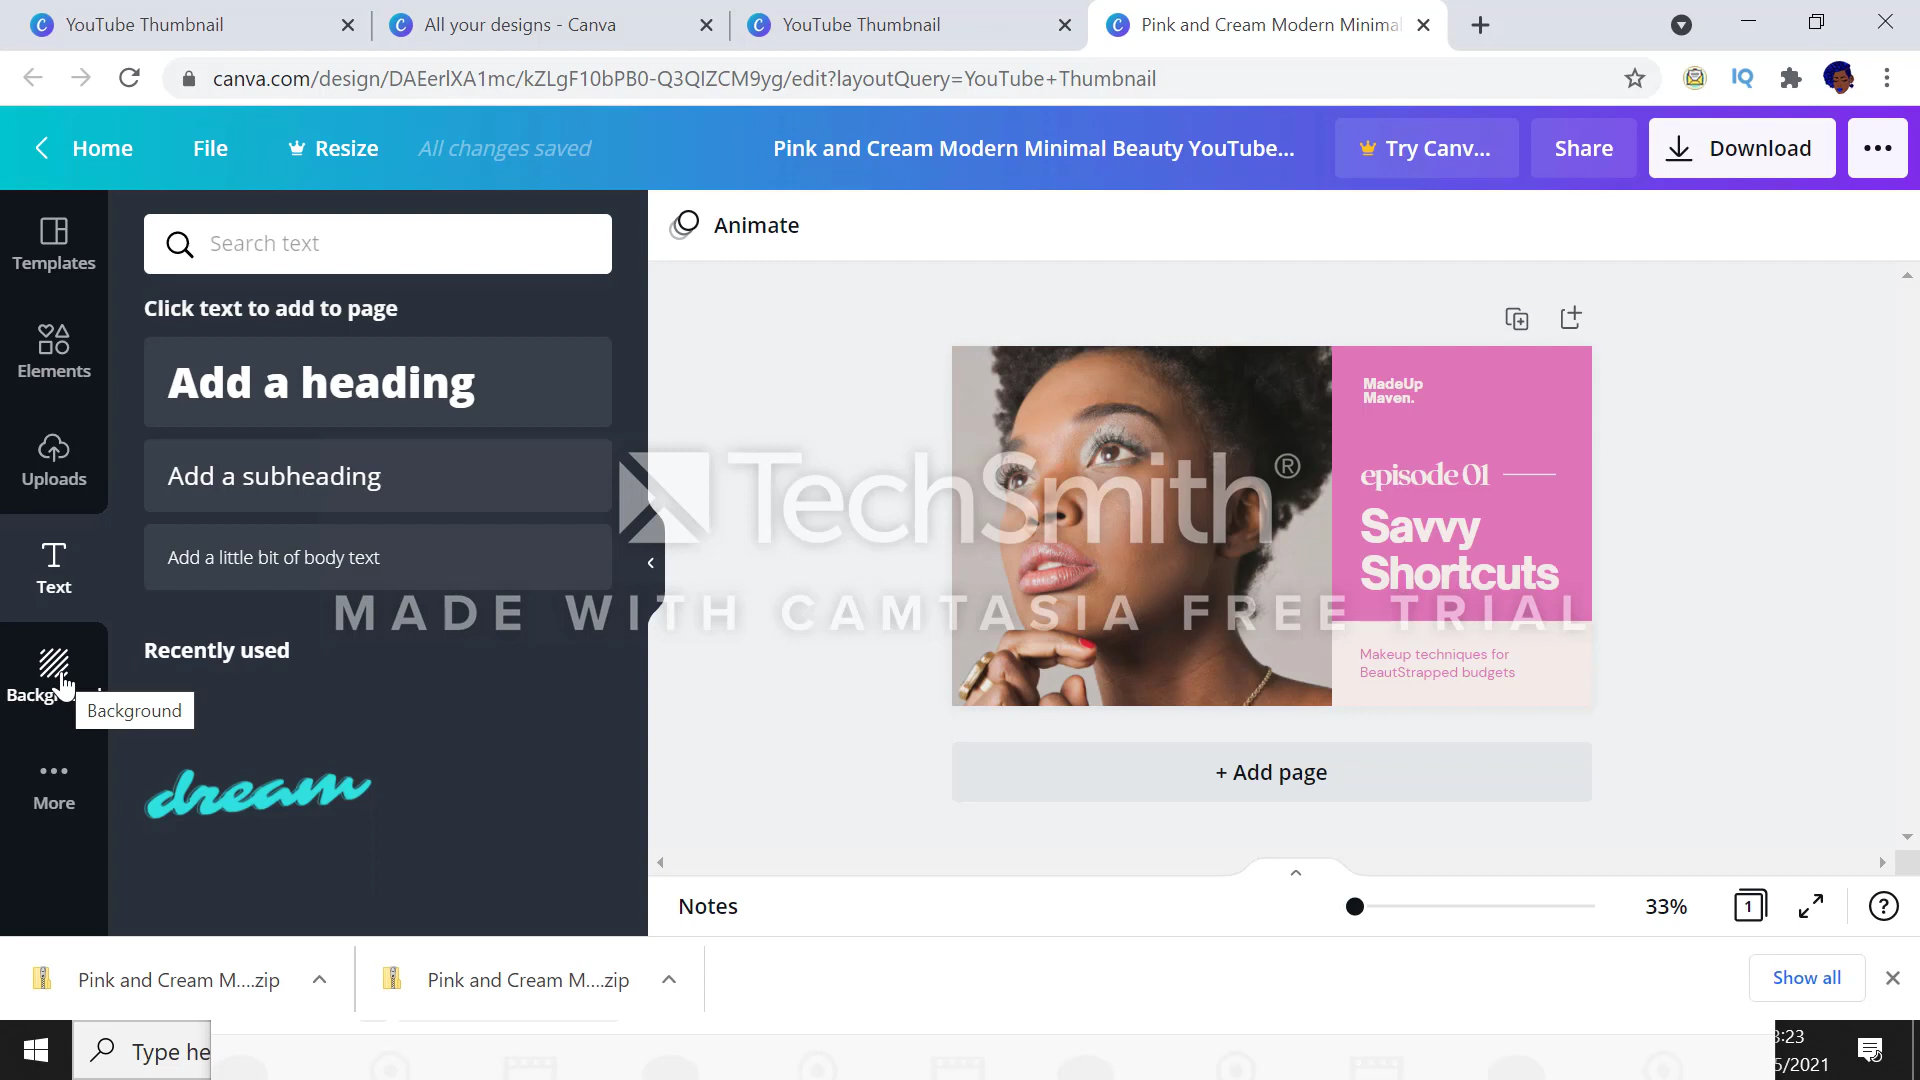 YouTube Thumbnail
All your designs - Canva
YouTube Thumbnail
Pink and Cream Modern Minimal
canva.com/design/DAEerlXA1mc/kZLgF10bPB0-Q3QIZCM9yg/edit?layoutQuery=YouTube+Thumbnail
IQ
Home
File
Resize
All changes saved
Pink and Cream Modern Minimal Beauty YouTube...
Try Canv...
Share
Download
Templates
Elements
Uploads
Text
Background
More
Search text
Click text to add to page
Add a heading
Add a subheading
Add a little bit of body text
Recently used
dream
Animate
MadeUp
Maven.
episode 01
Savvy
Shortcuts
Makeup techniques for
BeautStrapped budgets
TechSmith®
MADE WITH CAMTASIA FREE TRIAL
+ Add page
Notes
33%
1
Pink and Cream M....zip
Pink and Cream M....zip
Show all
Type he
:23
5/2021